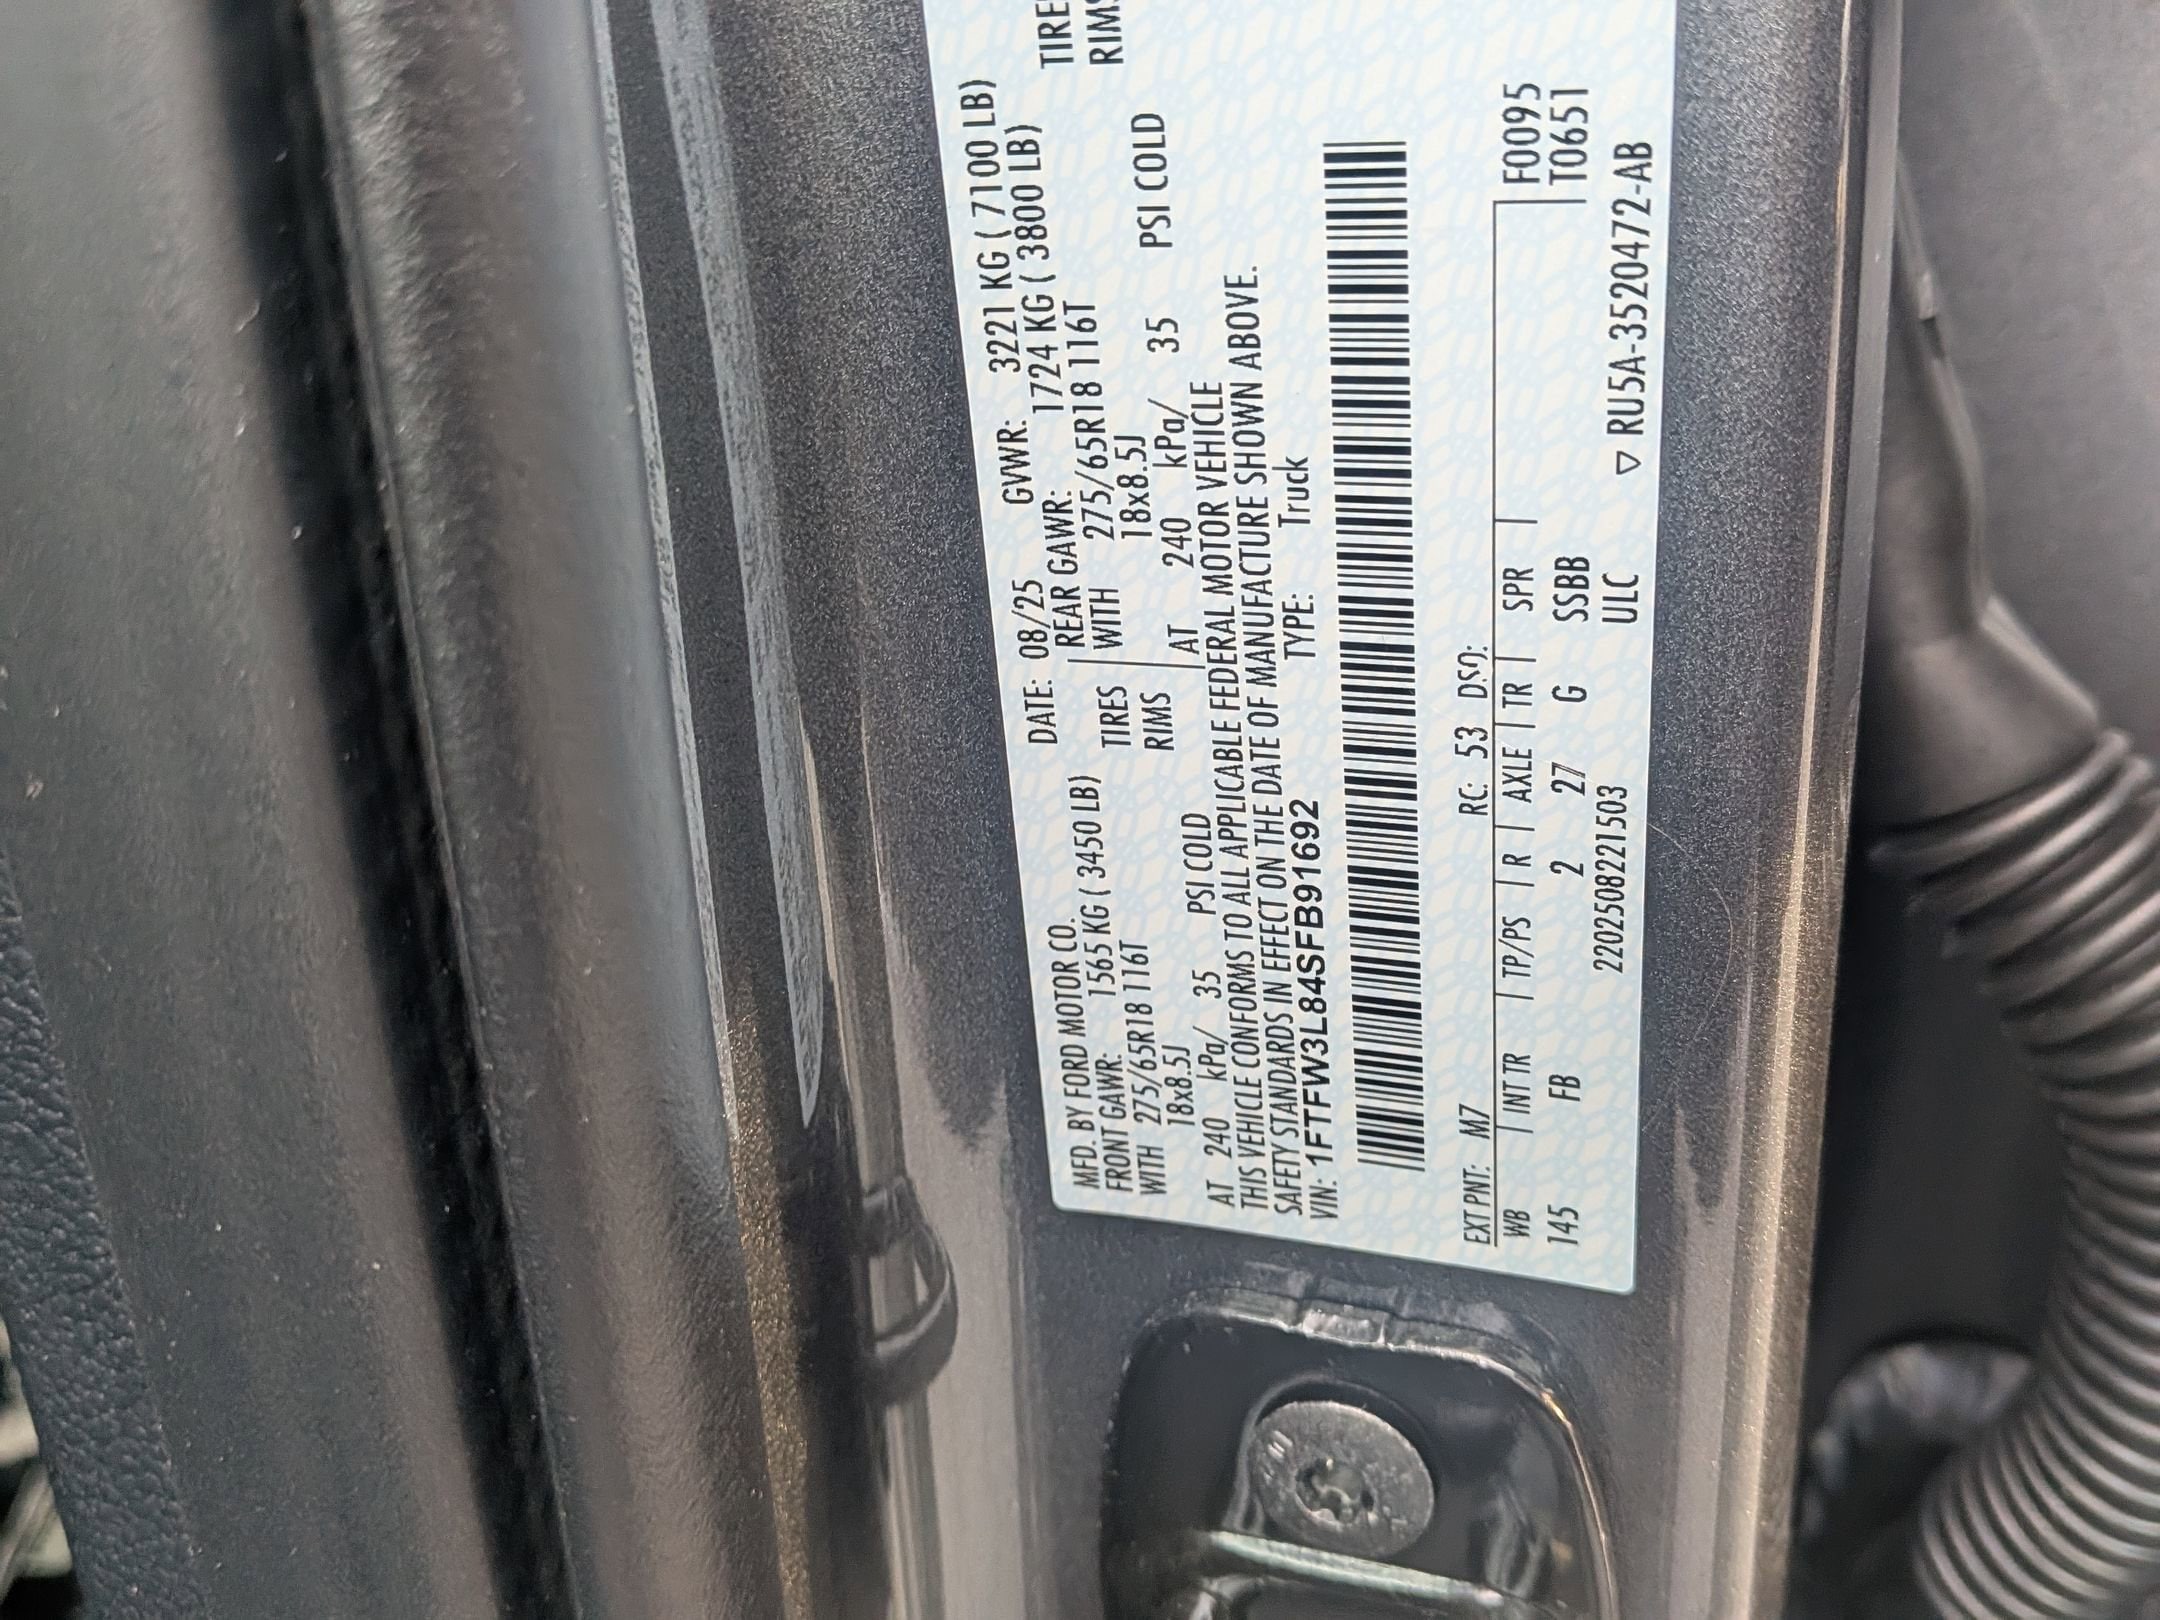 MFD. BY FORD MOTOR CO.
DATE: 08/25 GVWR: 3221 KG ( 7100 LB)
FRONT GAWR: 1565 KG ( 3450 LB) REAR GAWR: 1724 KG ( 3800 LB)
WITH 275/65R18 116T TIRES WITH 275/65R18 116T TIRE
18x8.5J RIMS 18x8.5J RIMS
AT 240 kPa/ 35 PSI COLD AT 240 kPa/ 35 PSI COLD
THIS VEHICLE CONFORMS TO ALL APPLICABLE FEDERAL MOTOR VEHICLE
SAFETY STANDARDS IN EFFECT ON THE DATE OF MANUFACTURE SHOWN ABOVE.
VIN: 1FTFW3L84SFB91692 TYPE: Truck
EXT PNT: M7 RC: 53 DSO:
WB | INT TR | TP/PS | R | AXLE | TR | SPR | F0095
145 FB 2 27 G SSBB T0651
2202508221503 ULC ▽ RU5A-3520472-AB